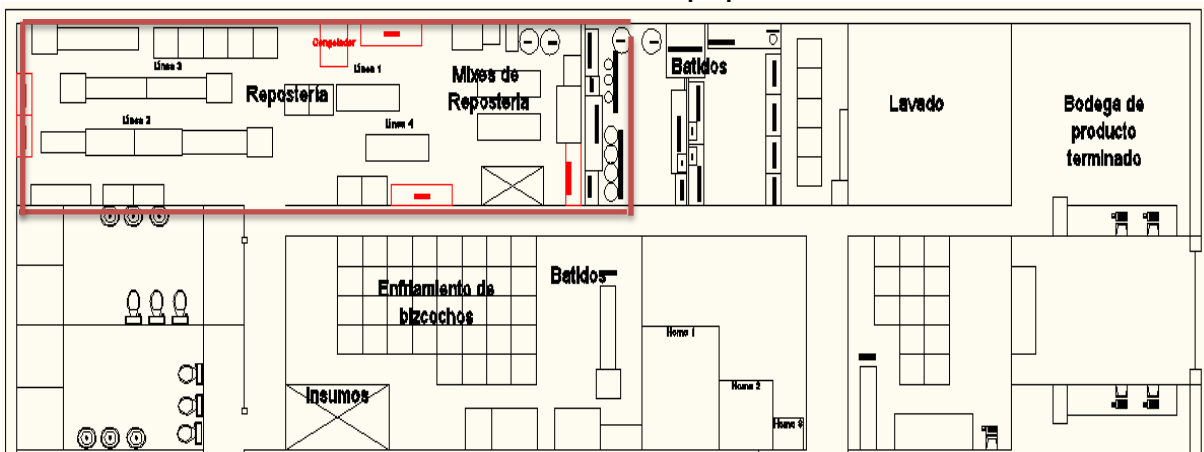 Línea 3
Congelador
Línea 1
Mixes de
Repostería
Repostería
Línea 2
Línea 4
Batidos
Lavado
Bodega de
producto
terminado
Enfriamiento de
bizcochos
Batidos
Horno 1
Horno 2
Horno 3
Insumos